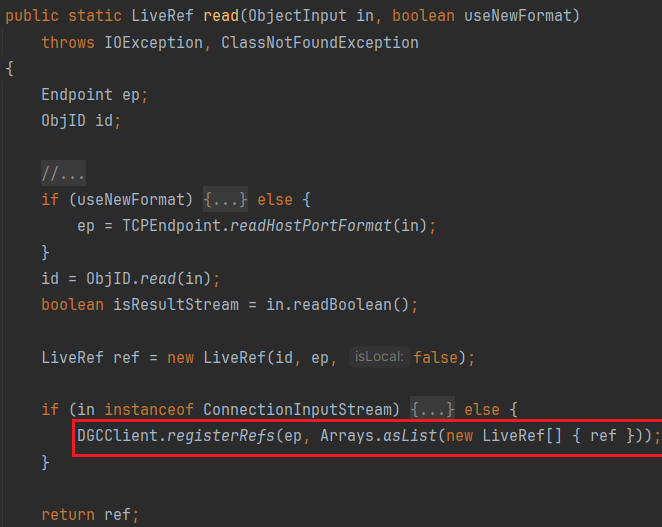 public static LiveRef read(ObjectInput in, boolean useNewFormat)
    throws IOException, ClassNotFoundException
{
    Endpoint ep;
    ObjID id;

    //...
    if (useNewFormat) {...} else {
        ep = TCPEndpoint.readHostPortFormat(in);
    }
    id = ObjID.read(in);
    boolean isResultStream = in.readBoolean();

    LiveRef ref = new LiveRef(id, ep, isLocal: false);

    if (in instanceof ConnectionInputStream) {...} else {
        DGCClient.registerRefs(ep, Arrays.asList(new LiveRef[] { ref }));
    }

    return ref;